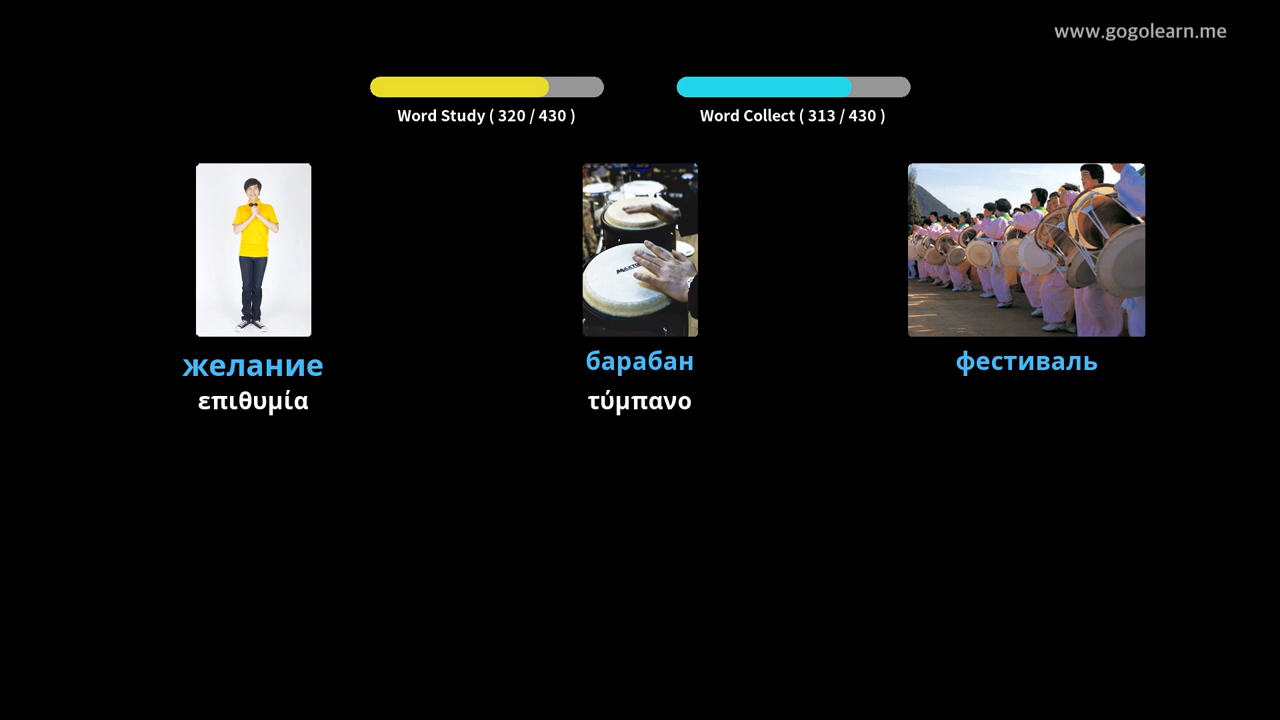 www.gogolearn.me
Word Study ( 320 / 430 )
Word Collect ( 313 / 430 )
желание
барабан
фестиваль
επιθυμία
τύμπανο